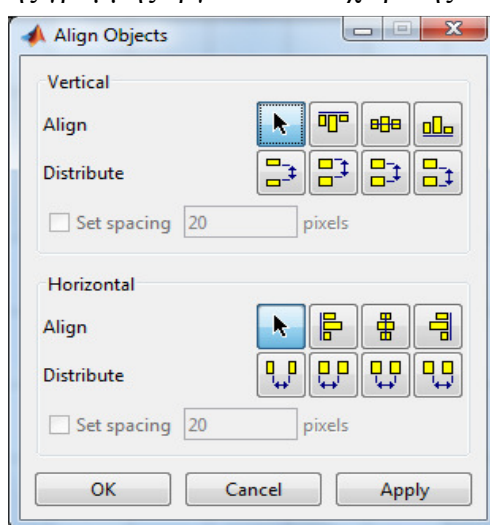 Align Objects
Vertical
Align
Distribute
Set spacing 20 pixels
Horizontal
Align
Distribute
Set spacing 20 pixels
OK Cancel Apply